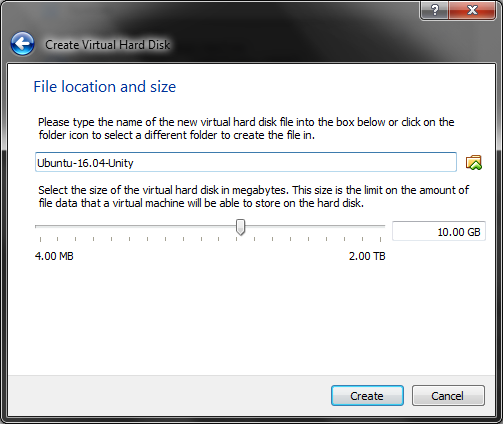 ?
Create Virtual Hard Disk
File location and size
Please type the name of the new virtual hard disk file into the box below or click on the
folder icon to select a different folder to create the file in.
Ubuntu-16.04-Unity
Select the size of the virtual hard disk in megabytes. This size is the limit on the amount of
file data that a virtual machine will be able to store on the hard disk.
10.00 GB
4.00 MB 2.00 TB
Create Cancel